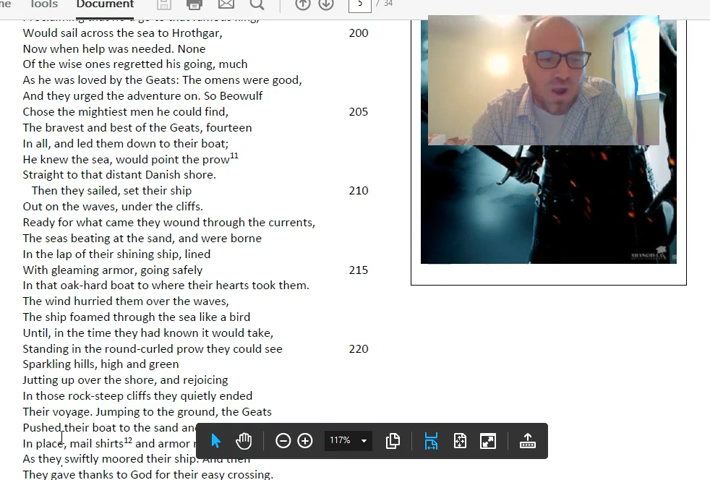 me Tools Document 5 / 34
Would sail across the sea to Hrothgar, 200
Now when help was needed. None
Of the wise ones regretted his going, much
As he was loved by the Geats: The omens were good,
And they urged the adventure on. So Beowulf
Chose the mightiest men he could find, 205
The bravest and best of the Geats, fourteen
In all, and led them down to their boat;
He knew the sea, would point the prow11
Straight to that distant Danish shore.
Then they sailed, set their ship 210
Out on the waves, under the cliffs.
Ready for what came they wound through the currents,
The seas beating at the sand, and were borne
In the lap of their shining ship, lined
With gleaming armor, going safely 215
In that oak-hard boat to where their hearts took them.
The wind hurried them over the waves,
The ship foamed through the sea like a bird
Until, in the time they had known it would take,
Standing in the round-curled prow they could see 220
Sparkling hills, high and green
Jutting up over the shore, and rejoicing
In those rock-steep cliffs they quietly ended
Their voyage. Jumping to the ground, the Geats
Pushed their boat to the sand and
In place, mail shirts12 and armor
As they swiftly moored their ship. And then
They gave thanks to God for their easy crossing.
117%